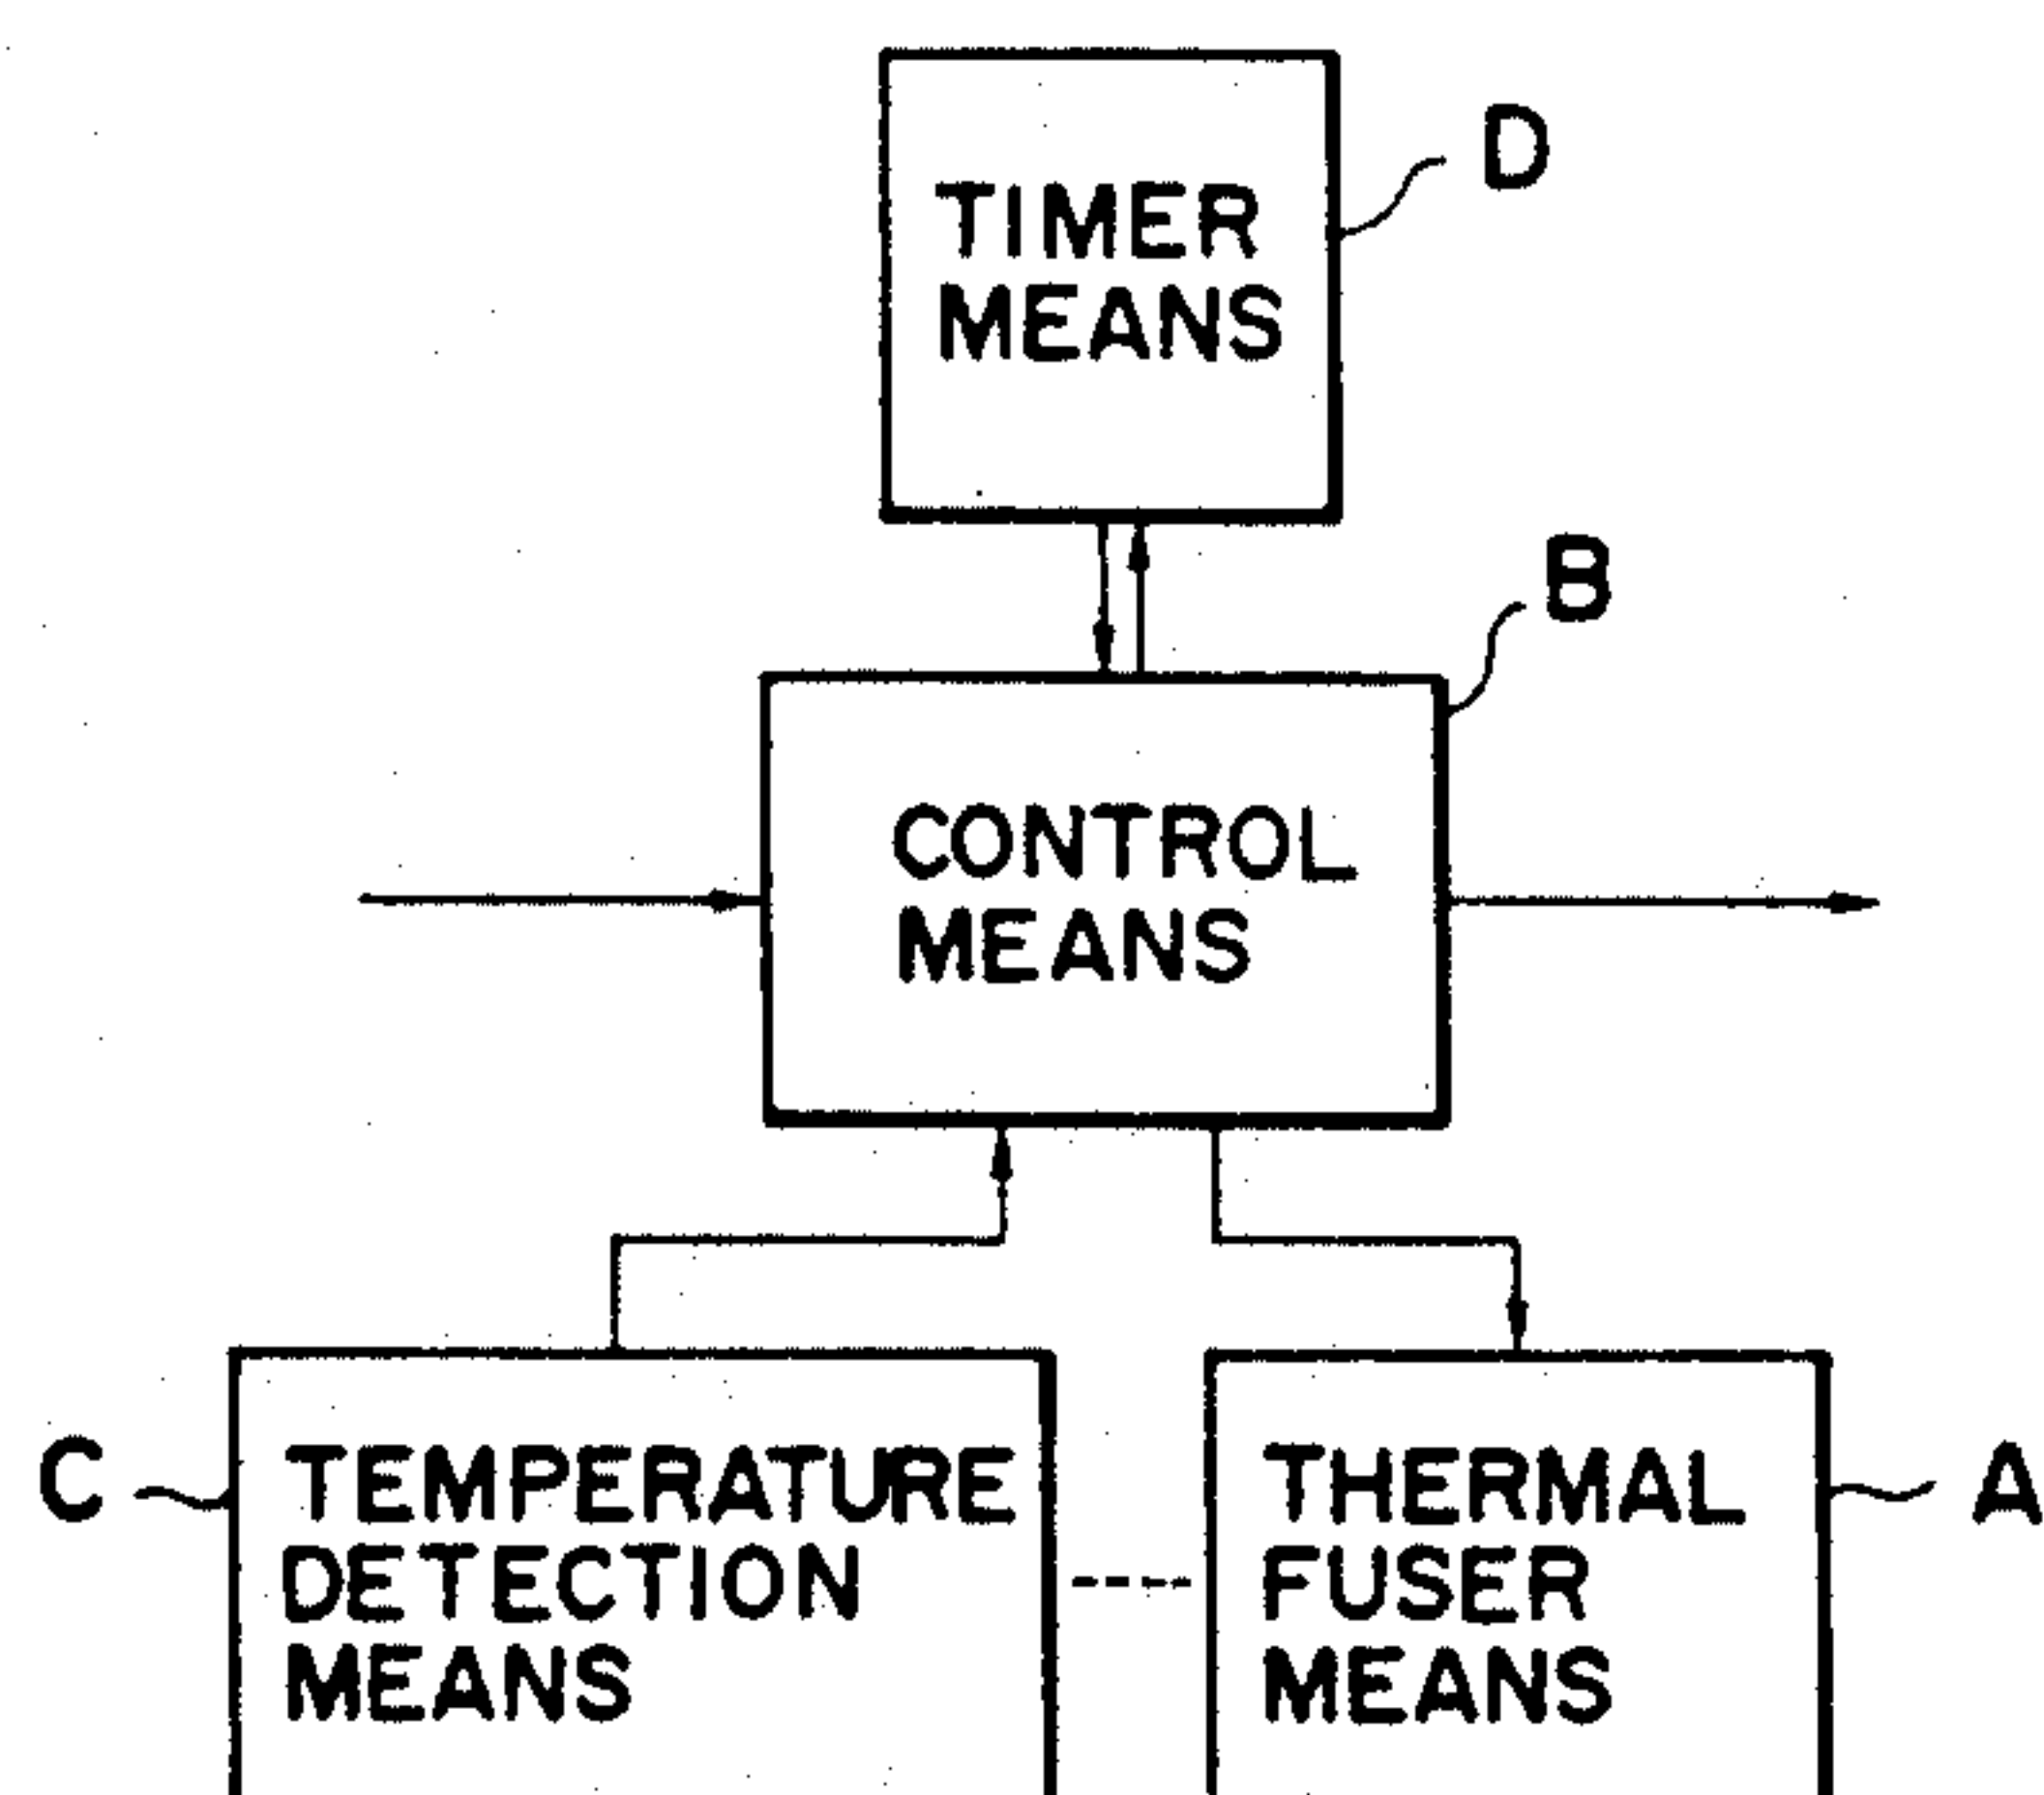 TIMER
MEANS
D
B
CONTROL
MEANS
C
TEMPERATURE
DETECTION
MEANS
THERMAL
FUSER
MEANS
A